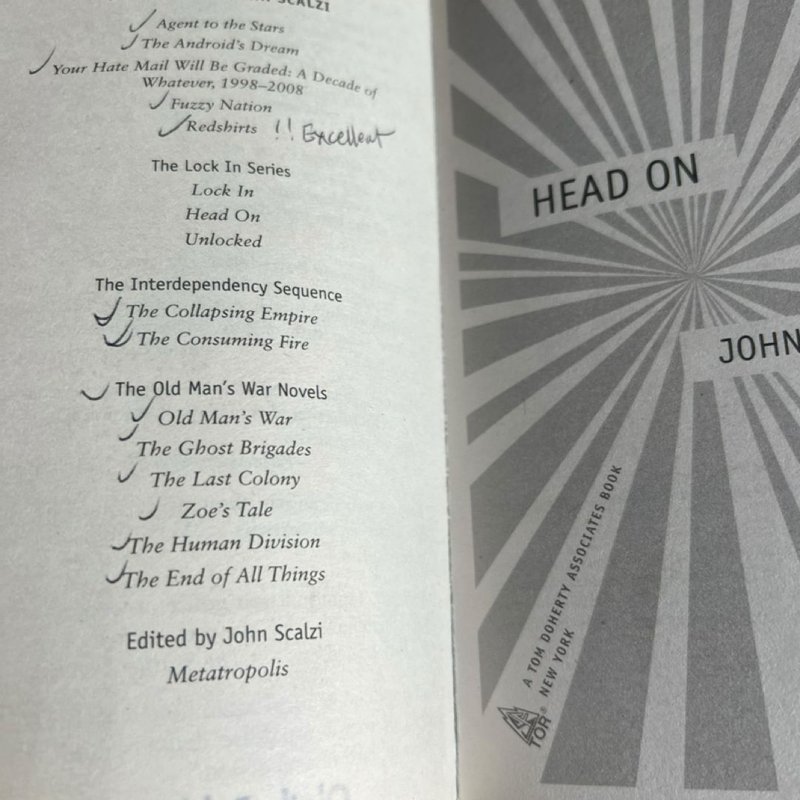 SCALZI
Agent to the Stars
The Android's Dream
Your Hate Mail Will Be Graded: A Decade of
Whatever, 1998–2008
Fuzzy Nation
Redshirts !! Excellent
The Lock In Series
Lock In
Head On
Unlocked
The Interdependency Sequence
The Collapsing Empire
The Consuming Fire
The Old Man's War Novels
Old Man's War
The Ghost Brigades
The Last Colony
Zoe's Tale
The Human Division
The End of All Things
Edited by John Scalzi
Metatropolis
HEAD ON
JOHN
A TOM DOHERTY ASSOCIATES BOOK
NEW YORK
TOR®